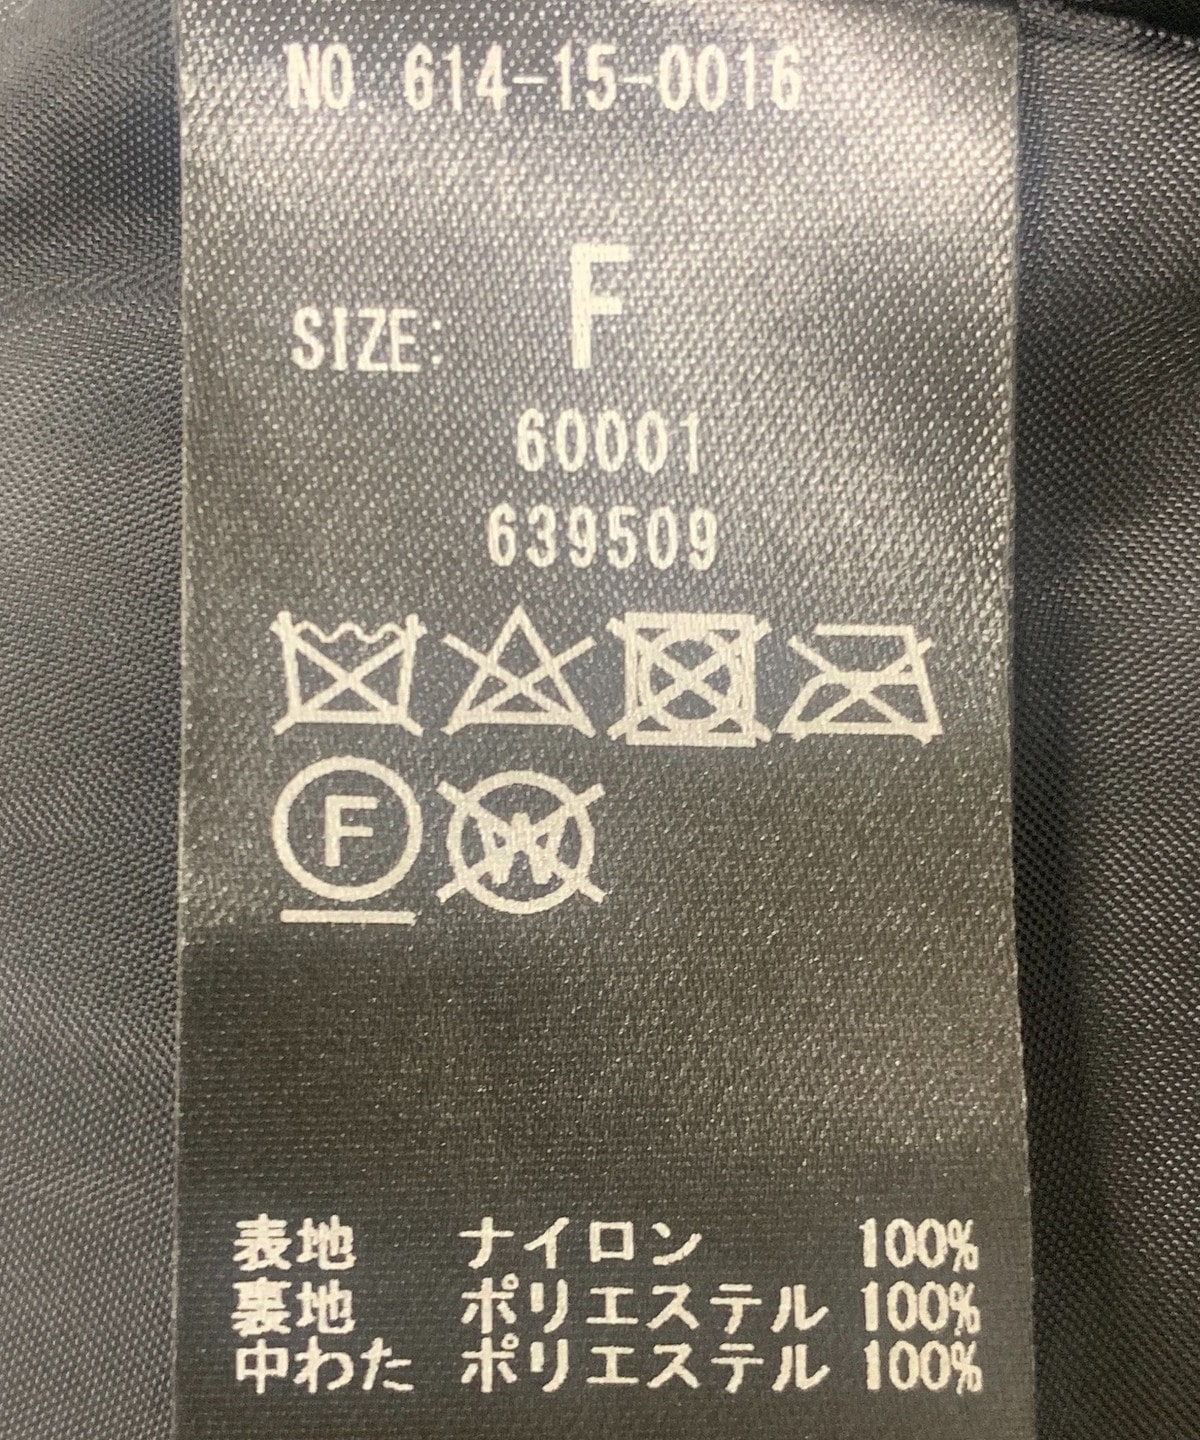 NO. 614-15-0016
SIZE: F
60001
639509
F W
表地 ナイロン 100%
裏地 ポリエステル 100%
中わた ポリエステル 100%